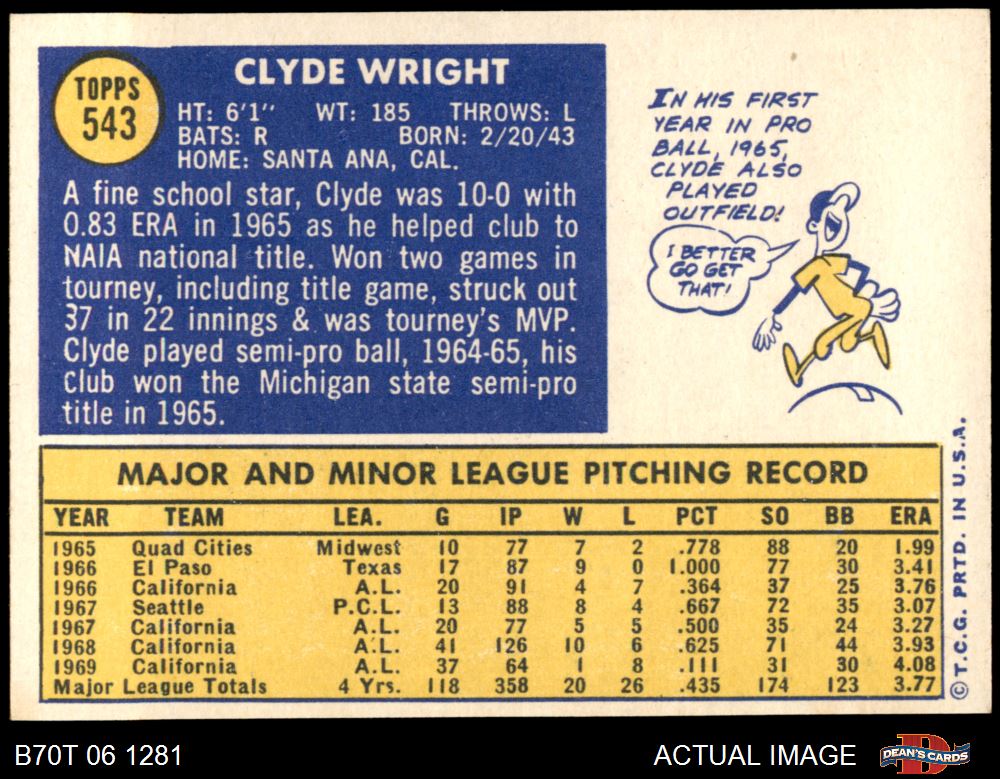 TOPPS
543
CLYDE WRIGHT
HT: 6'1" WT: 185 THROWS: L
BATS: R BORN: 2/20/43
HOME: SANTA ANA, CAL.
A fine school star, Clyde was 10-0 with
0.83 ERA in 1965 as he helped club to
NAIA national title. Won two games in
tourney, including title game, struck out
37 in 22 innings & was tourney's MVP.
Clyde played semi-pro ball, 1964-65, his
Club won the Michigan state semi-pro
title in 1965.
IN HIS FIRST
YEAR IN PRO
BALL, 1965,
CLYDE ALSO
PLAYED
OUTFIELD!
I BETTER
GO GET
THAT!
MAJOR AND MINOR LEAGUE PITCHING RECORD
YEAR TEAM LEA. G IP W L PCT SO BB ERA
1965 Quad Cities Midwest 10 77 7 2 .778 88 20 1.99
1966 El Paso Texas 17 87 9 0 1.000 77 30 3.41
1966 California A.L. 20 91 4 7 .364 37 25 3.76
1967 Seattle P.C.L. 13 88 8 4 .667 72 35 3.07
1967 California A.L. 20 77 5 5 .500 35 24 3.27
1968 California A.L. 41 126 10 6 .625 71 44 3.93
1969 California A.L. 37 64 1 8 .111 31 30 4.08
Major League Totals 4 Yrs. 118 358 20 26 .435 174 123 3.77
© T.C.G. PRTD. IN U.S.A.
B70T 06 1281 ACTUAL IMAGE
DEAN'S CARDS